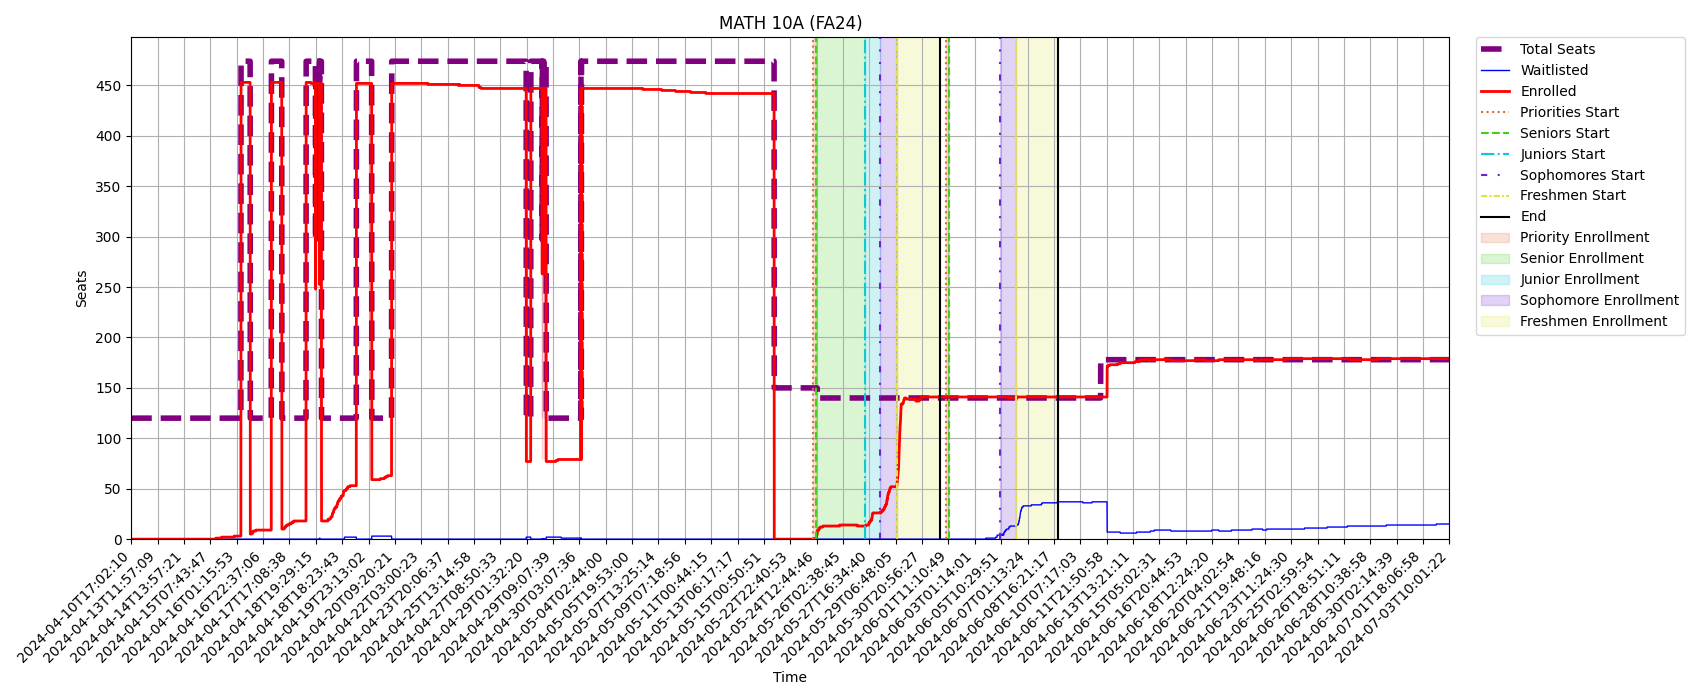 MATH 10A (FA24)
Seats
450
400
350
300
250
200
150
100
50
0
2024-04-10T17:02:10
2024-04-13T11:57:09
2024-04-14T13:57:21
2024-04-15T07:43:47
2024-04-16T01:15:53
2024-04-16T22:37:06
2024-04-17T17:08:38
2024-04-18T19:29:15
2024-04-18T18:23:43
2024-04-19T23:13:02
2024-04-20T09:20:21
2024-04-22T03:00:23
2024-04-23T20:06:37
2024-04-25T13:14:58
2024-04-27T08:50:33
2024-04-29T01:32:20
2024-04-29T09:07:39
2024-04-30T03:07:36
2024-05-04T02:44:00
2024-05-05T19:53:00
2024-05-07T13:25:14
2024-05-09T07:18:56
2024-05-11T00:44:15
2024-05-13T06:17:17
2024-05-15T00:50:51
2024-05-22T22:40:53
2024-05-24T12:44:46
2024-05-26T02:38:45
2024-05-27T16:34:40
2024-05-29T06:48:05
2024-05-30T20:56:27
2024-06-01T11:10:49
2024-06-03T01:14:01
2024-06-05T10:29:51
2024-06-07T01:13:24
2024-06-08T16:21:17
2024-06-10T07:17:03
2024-06-11T21:50:58
2024-06-13T13:21:11
2024-06-15T05:02:31
2024-06-16T20:44:53
2024-06-18T12:24:20
2024-06-20T04:02:54
2024-06-21T19:48:16
2024-06-23T11:24:30
2024-06-25T02:59:54
2024-06-26T18:51:11
2024-06-28T10:38:58
2024-06-30T02:14:39
2024-07-01T18:06:58
2024-07-03T10:01:22
Time
Total Seats
Waitlisted
Enrolled
Priorities Start
Seniors Start
Juniors Start
Sophomores Start
Freshmen Start
End
Priority Enrollment
Senior Enrollment
Junior Enrollment
Sophomore Enrollment
Freshmen Enrollment